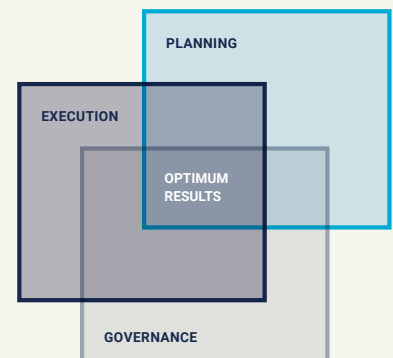 PLANNING
EXECUTION
OPTIMUM
RESULTS
GOVERNANCE